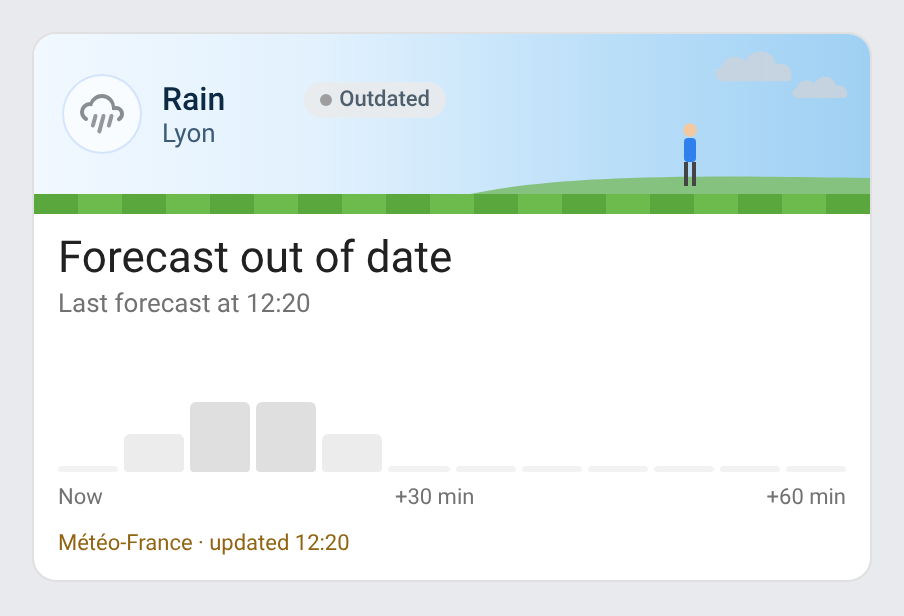 Rain
Outdated
Lyon
Forecast out of date
Last forecast at 12:20
Now
+30 min
+60 min
Météo-France · updated 12:20